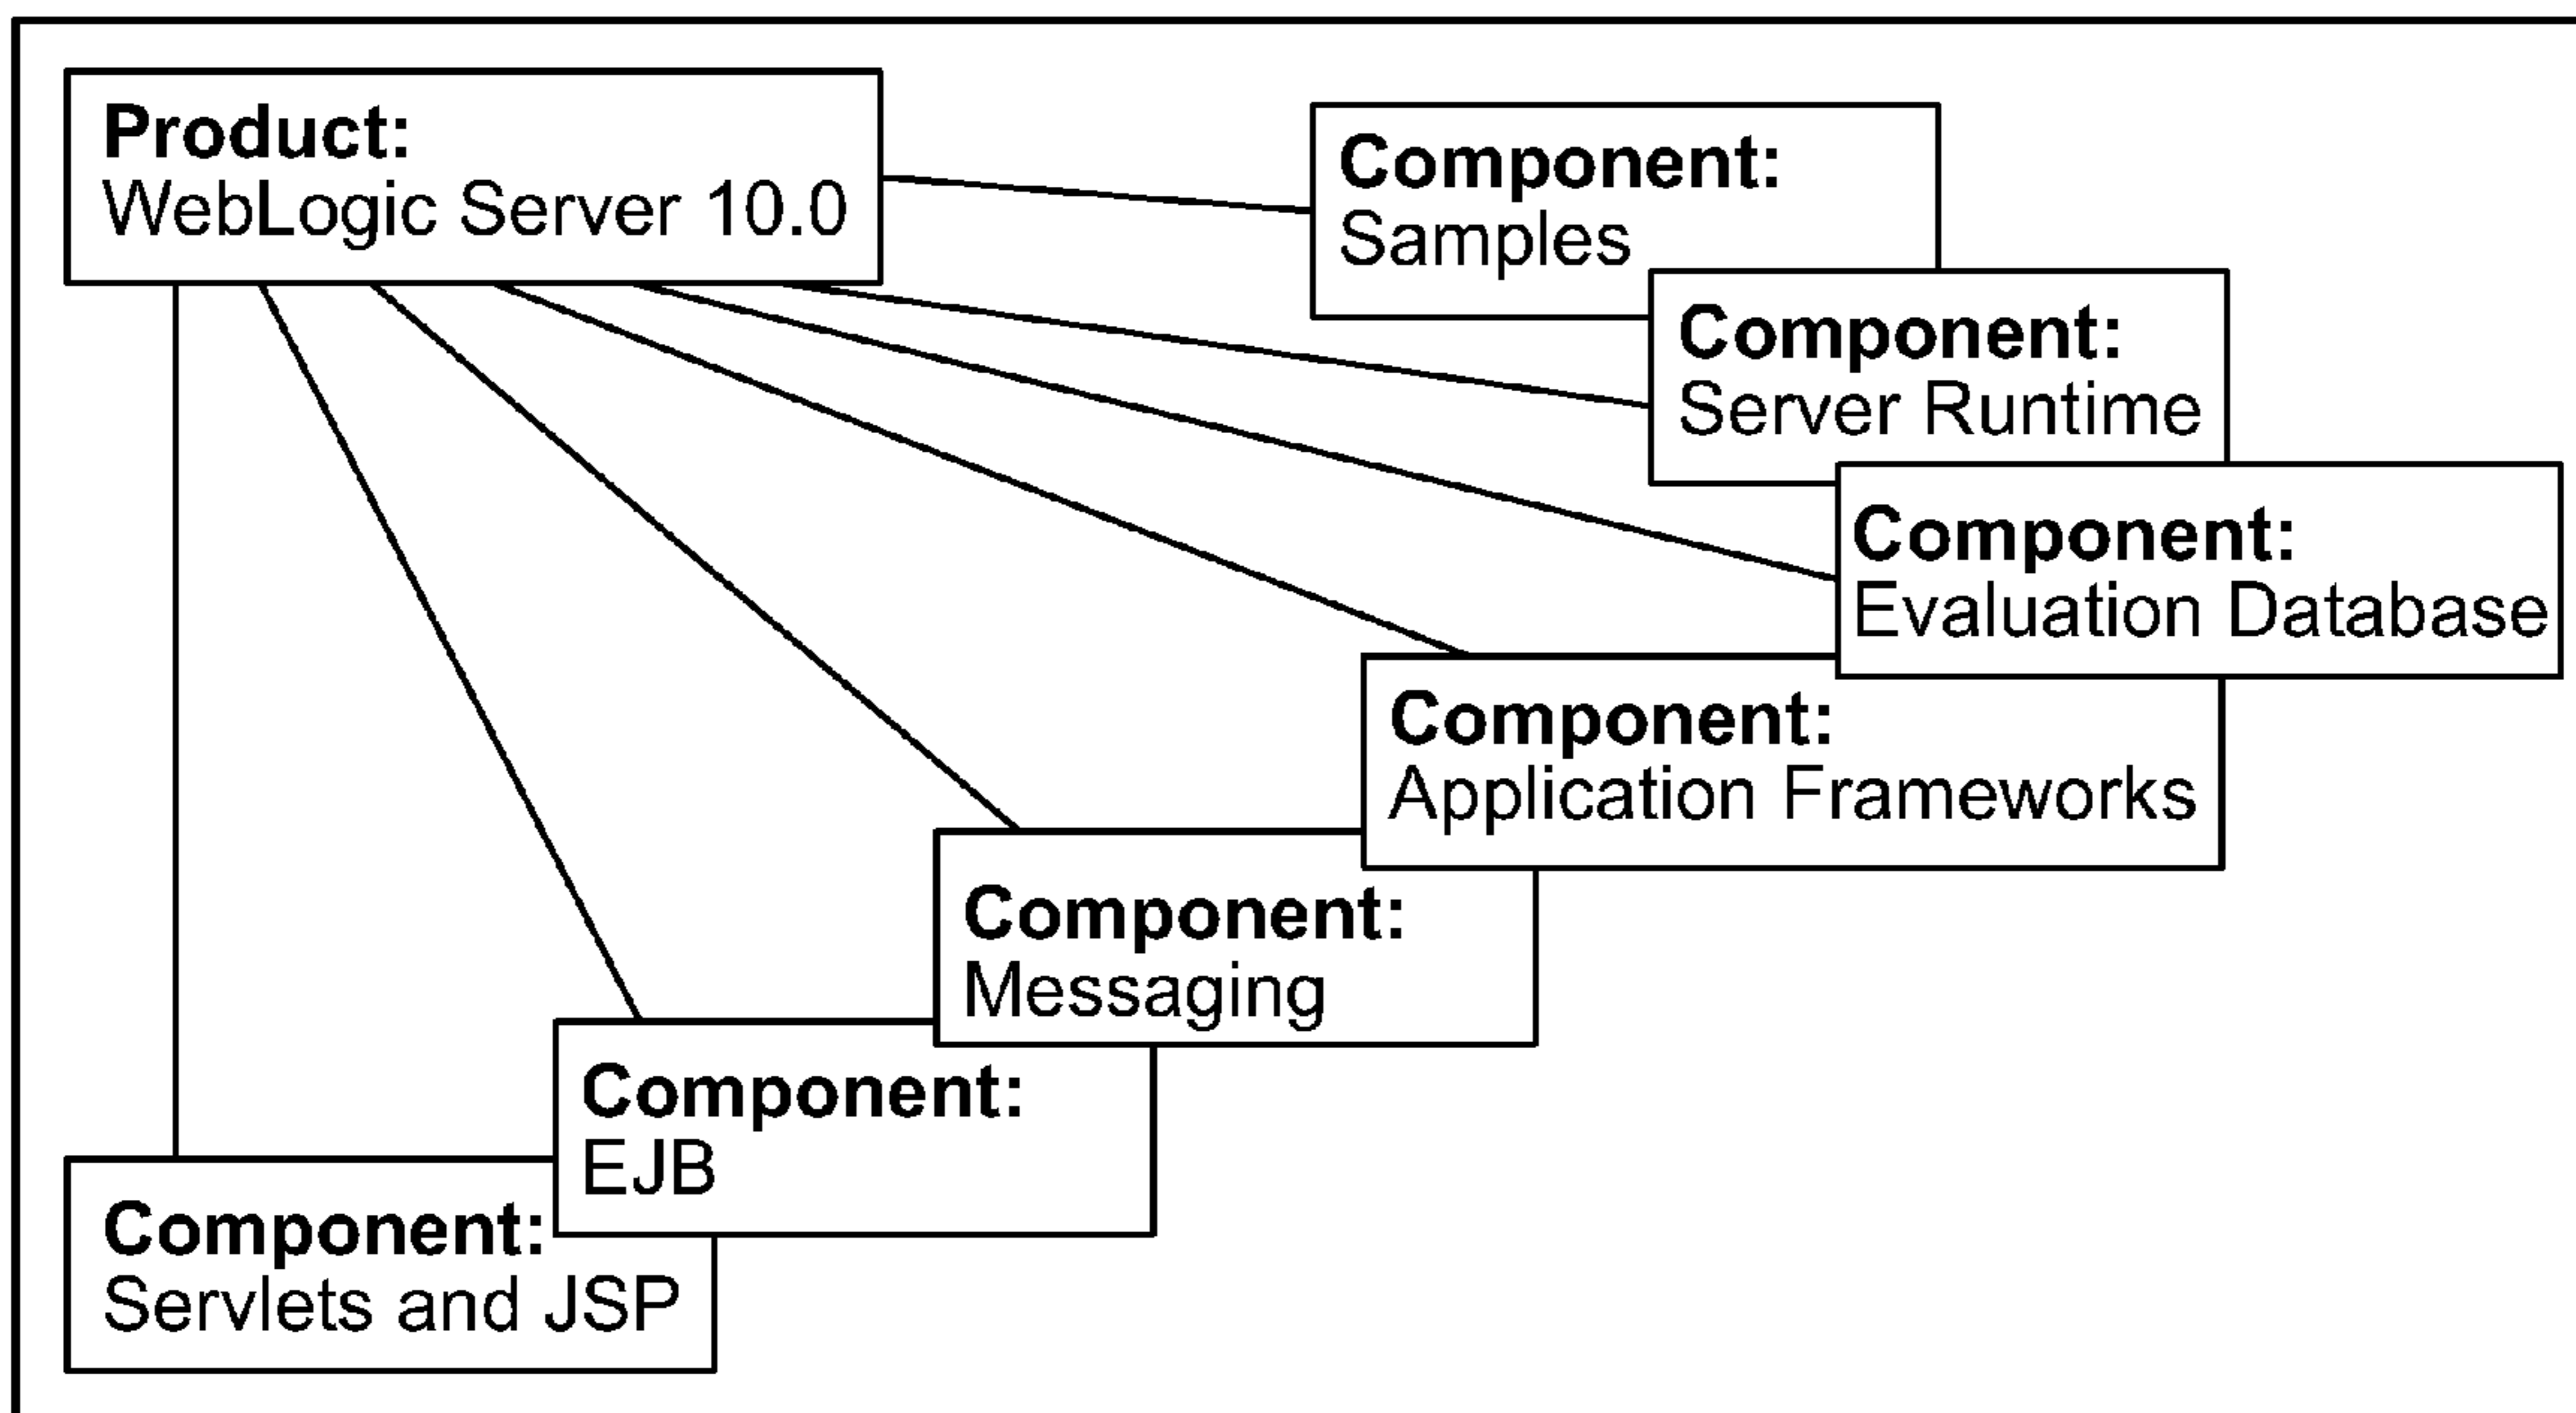 Product:
WebLogic Server 10.0
Component:
Samples
Component:
Server Runtime
Component:
Evaluation Database
Component:
Application Frameworks
Component:
Messaging
Component:
EJB
Component:
Servlets and JSP